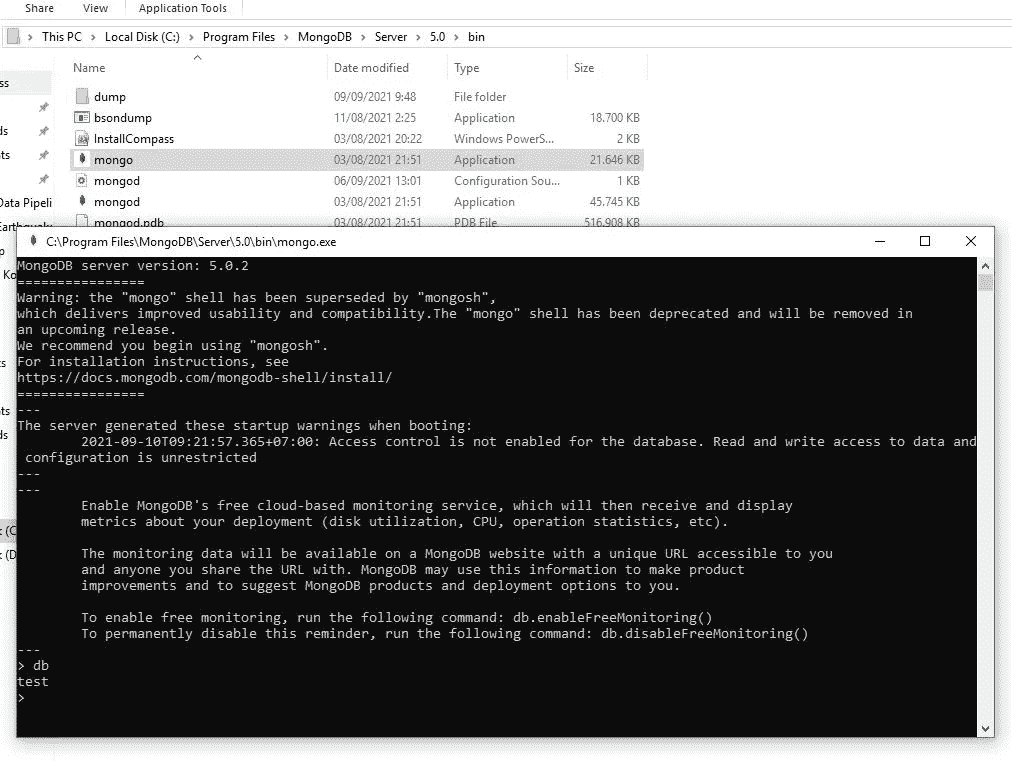 Share View Application Tools
This PC > Local Disk (C:) > Program Files > MongoDB > Server > 5.0 > bin
Name Date modified Type Size
dump 09/09/2021 9:48 File folder
bsondump 11/08/2021 2:25 Application 18.700 KB
InstallCompass 03/08/2021 20:22 Windows PowerS... 2 KB
mongo 03/08/2021 21:51 Application 21.646 KB
mongod 06/09/2021 13:01 Configuration Sou... 1 KB
mongod 03/08/2021 21:51 Application 45.745 KB
mongod.pdb 03/08/2021 21:51 PDB File 516.908 KB
ss
ds
ts
Data Pipeli
p
Ko
ts
ds
C:\Program Files\MongoDB\Server\5.0\bin\mongo.exe
MongoDB server version: 5.0.2
================
Warning: the "mongo" shell has been superseded by "mongosh",
which delivers improved usability and compatibility.The "mongo" shell has been deprecated and will be removed in
an upcoming release.
We recommend you begin using "mongosh".
For installation instructions, see
https://docs.mongodb.com/mongodb-shell/install/
================
---
The server generated these startup warnings when booting:
2021-09-10T09:21:57.365+07:00: Access control is not enabled for the database. Read and write access to data and
configuration is unrestricted
---
---
Enable MongoDB's free cloud-based monitoring service, which will then receive and display
metrics about your deployment (disk utilization, CPU, operation statistics, etc).
The monitoring data will be available on a MongoDB website with a unique URL accessible to you
and anyone you share the URL with. MongoDB may use this information to make product
improvements and to suggest MongoDB products and deployment options to you.
To enable free monitoring, run the following command: db.enableFreeMonitoring()
To permanently disable this reminder, run the following command: db.disableFreeMonitoring()
---
> db
test
>